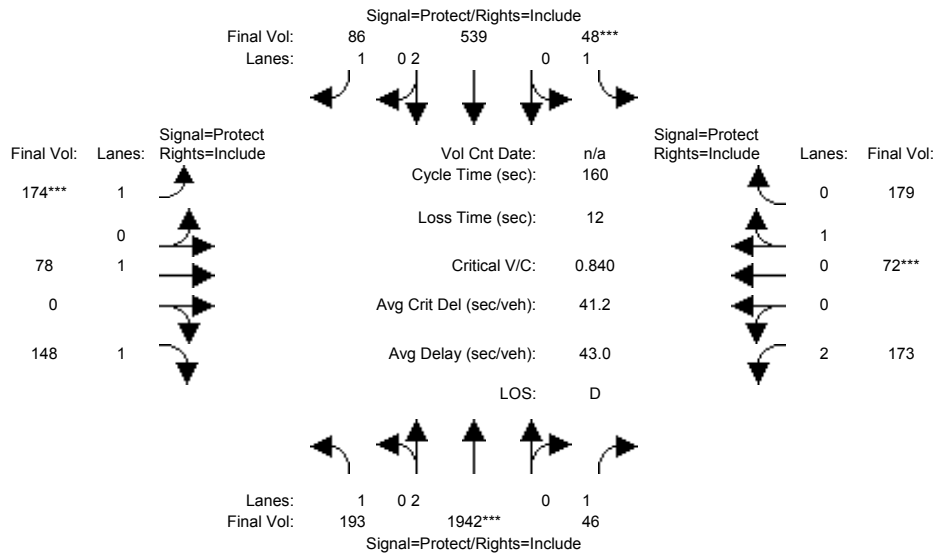 Signal=Protect/Rights=Include
Final Vol: 86 539 48***
Lanes: 1 0 2 0 1
Signal=Protect Signal=Protect
Final Vol: Lanes: Rights=Include Vol Cnt Date: n/a Rights=Include Lanes: Final Vol:
Cycle Time (sec): 160
174*** 1 0 179
Loss Time (sec): 12
0 1
78 1 Critical V/C: 0.840 0 72***
0 Avg Crit Del (sec/veh): 41.2 0
148 1 Avg Delay (sec/veh): 43.0 2 173
LOS: D
Lanes: 1 0 2 0 1
Final Vol: 193 1942*** 46
Signal=Protect/Rights=Include